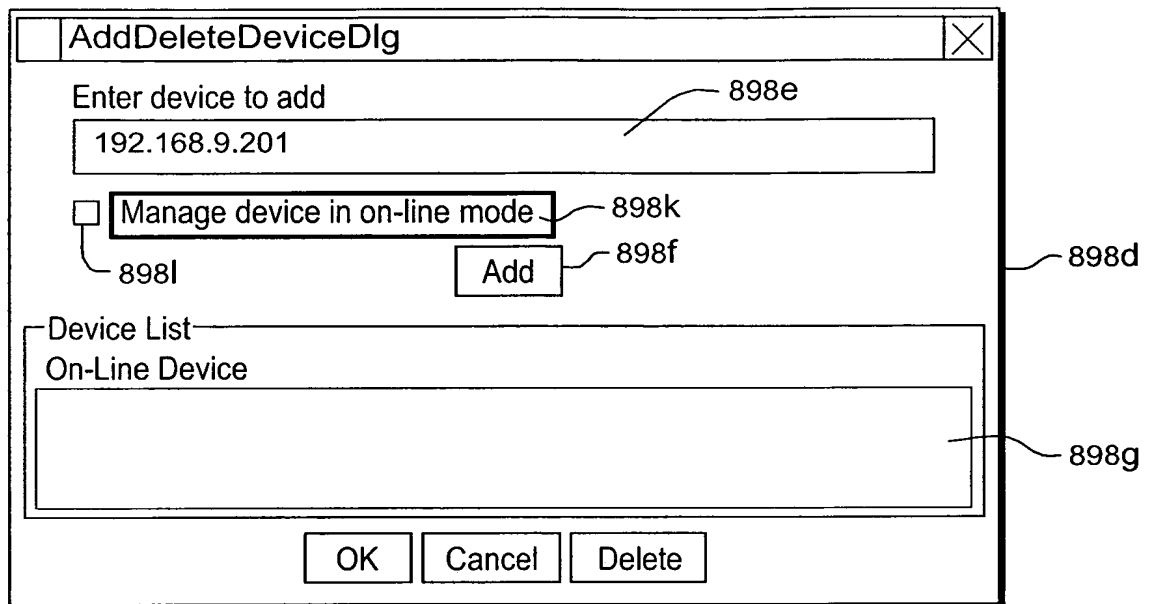 AddDeleteDeviceDlg
Enter device to add
898e
192.168.9.201
Manage device in on-line mode
898k
898l
Add
898f
898d
Device List
On-Line Device
898g
OK
Cancel
Delete